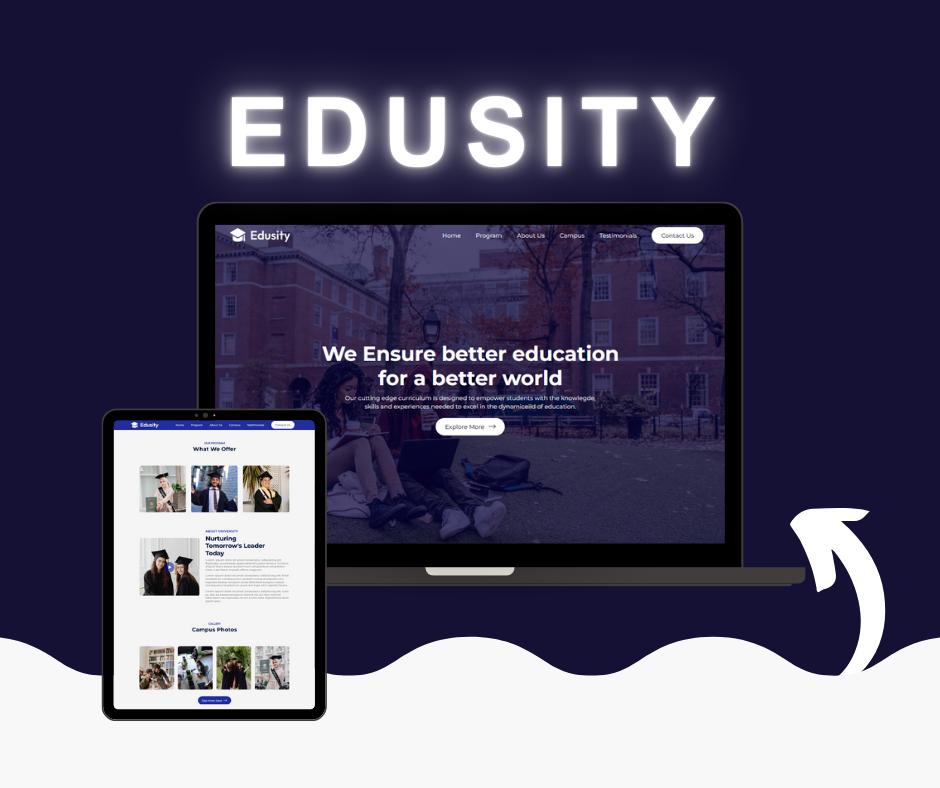 EDUSITY
Edusity
Home Program About Us Campus Testimonials Contact Us
We Ensure better education
for a better world
Our cutting edge curriculum is designed to empower students with the knowlegde,
skills and experiences needed to excel in the dynamiceild of education.
Explore More →
Edusity
Home Program About Us Campus Testimonials Contact Us
OUR PROGRAM
What We Offer
ABOUT UNIVERSITY
Nurturing
Tomorrow's Leader
Today
GALLERY
Campus Photos